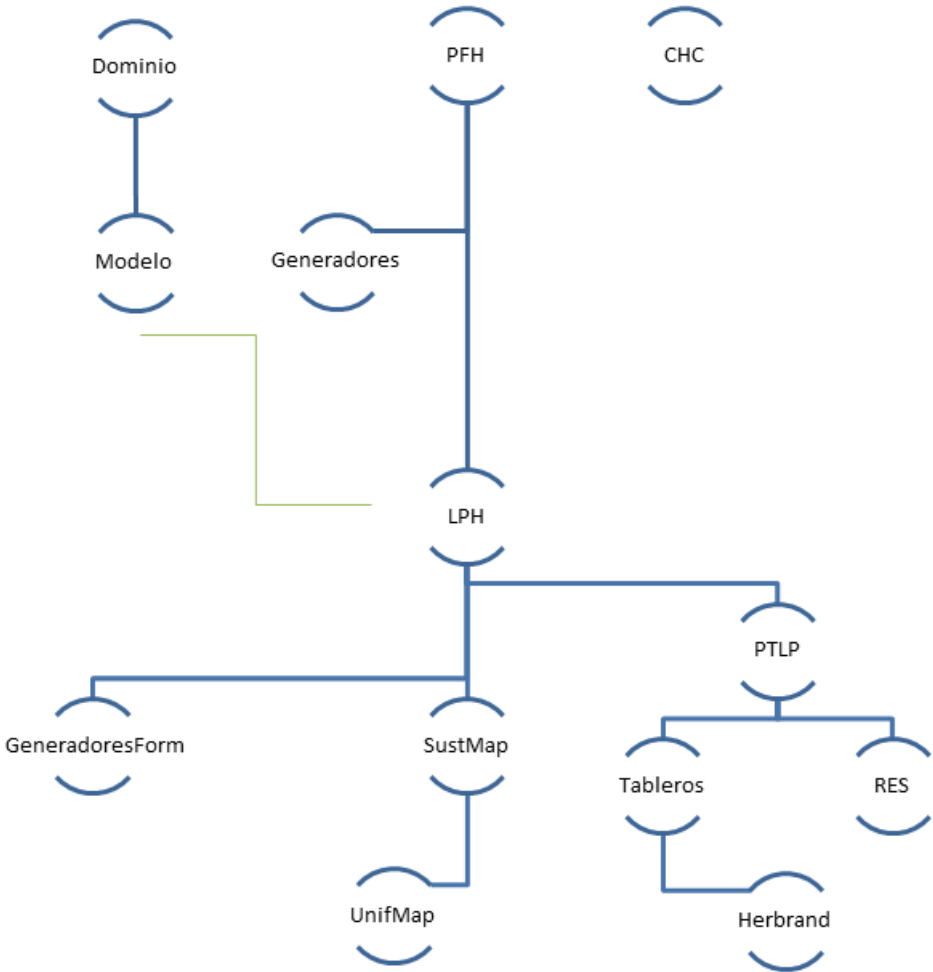 Dominio
PFH
CHC
Modelo
Generadores
LPH
PTLP
GeneradoresForm
SustMap
Tableros
RES
UnifMap
Herbrand